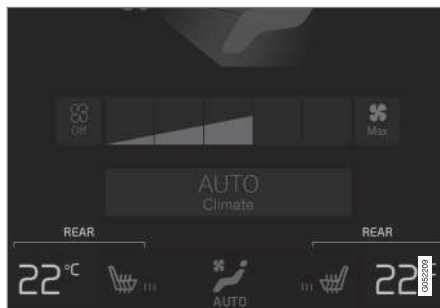 Off
Max
AUTO
Climate
REAR
REAR
22°C
22°C
AUTO
G052209